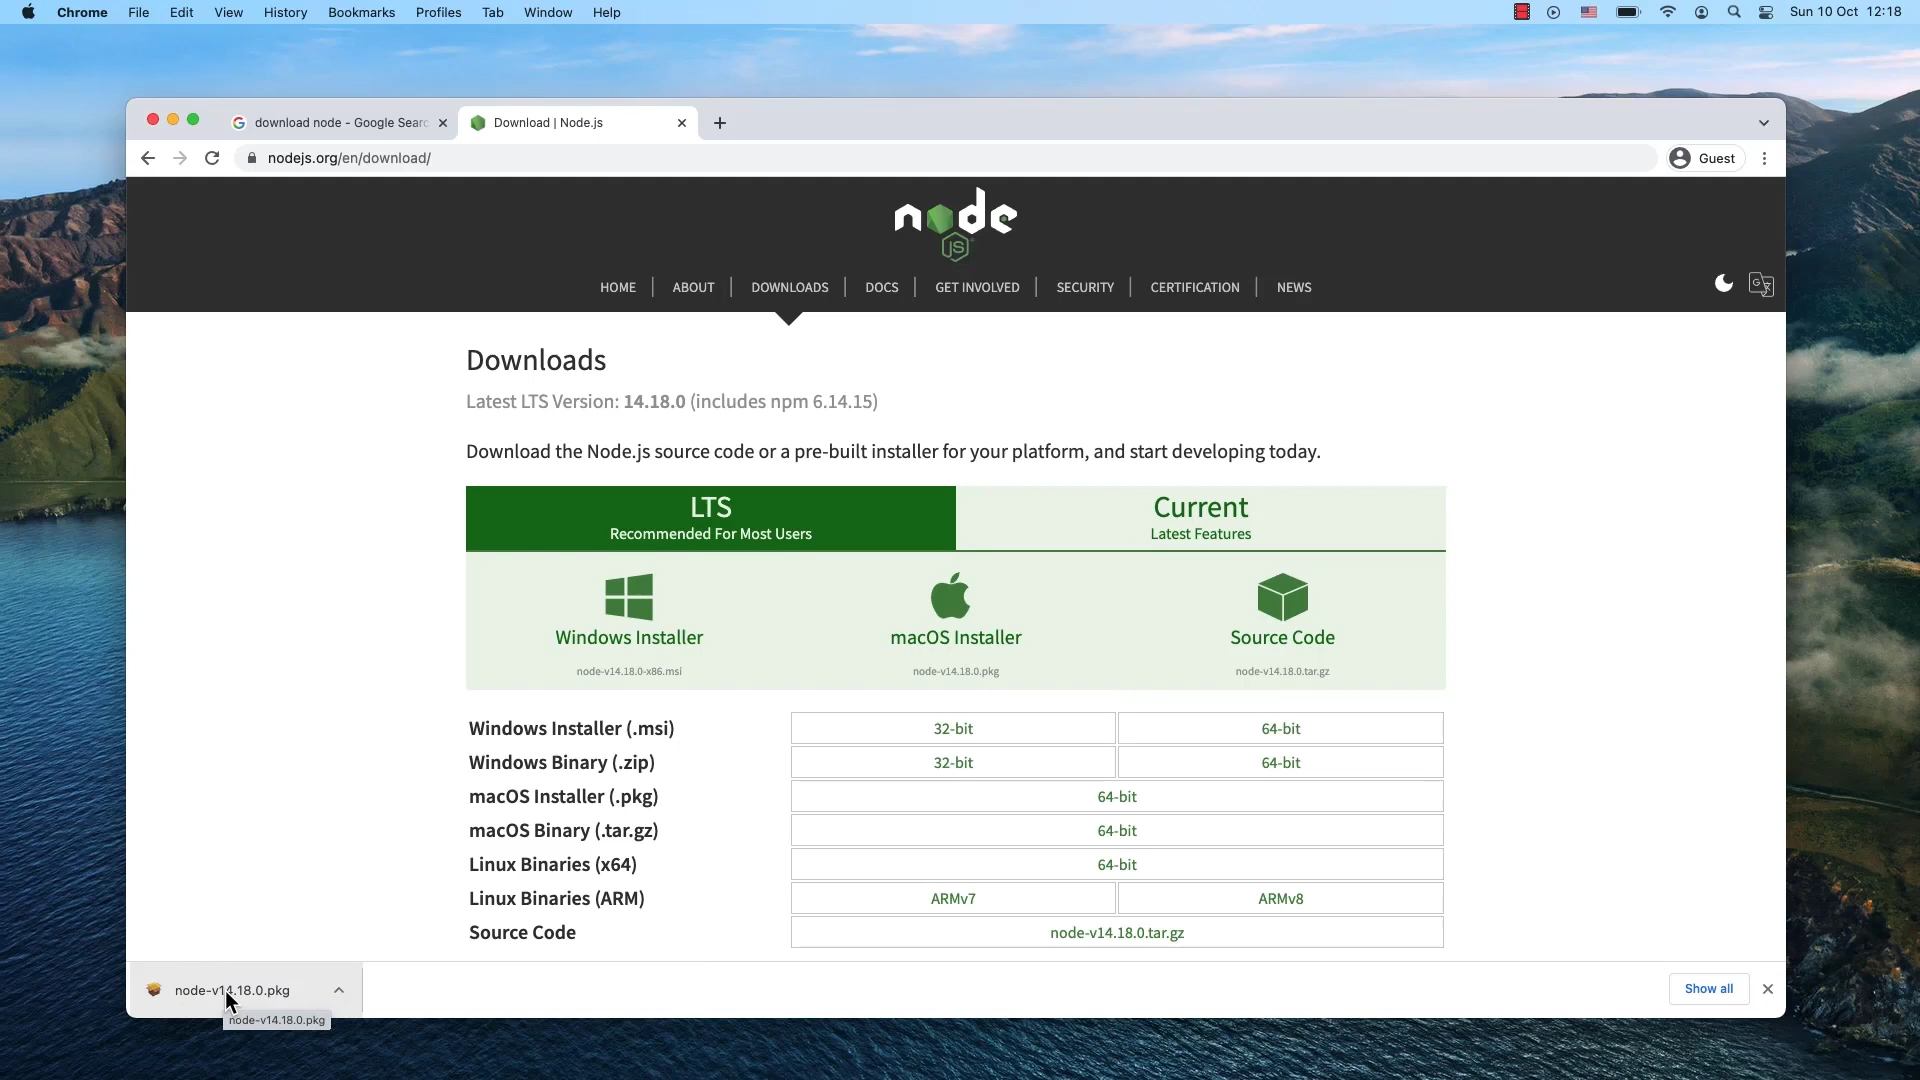 Chrome File Edit View History Bookmarks Profiles Tab Window Help Sun 10 Oct 12:18
download node - Google Searc Download | Node.js
nodejs.org/en/download/ Guest
node
JS
HOME ABOUT DOWNLOADS DOCS GET INVOLVED SECURITY CERTIFICATION NEWS
Downloads
Latest LTS Version: 14.18.0 (includes npm 6.14.15)
Download the Node.js source code or a pre-built installer for your platform, and start developing today.
LTS Current
Recommended For Most Users Latest Features
Windows Installer macOS Installer Source Code
node-v14.18.0-x86.msi node-v14.18.0.pkg node-v14.18.0.tar.gz
Windows Installer (.msi) 32-bit 64-bit
Windows Binary (.zip) 32-bit 64-bit
macOS Installer (.pkg) 64-bit
macOS Binary (.tar.gz) 64-bit
Linux Binaries (x64) 64-bit
Linux Binaries (ARM) ARMv7 ARMv8
Source Code node-v14.18.0.tar.gz
node-v14.18.0.pkg Show all
node-v14.18.0.pkg